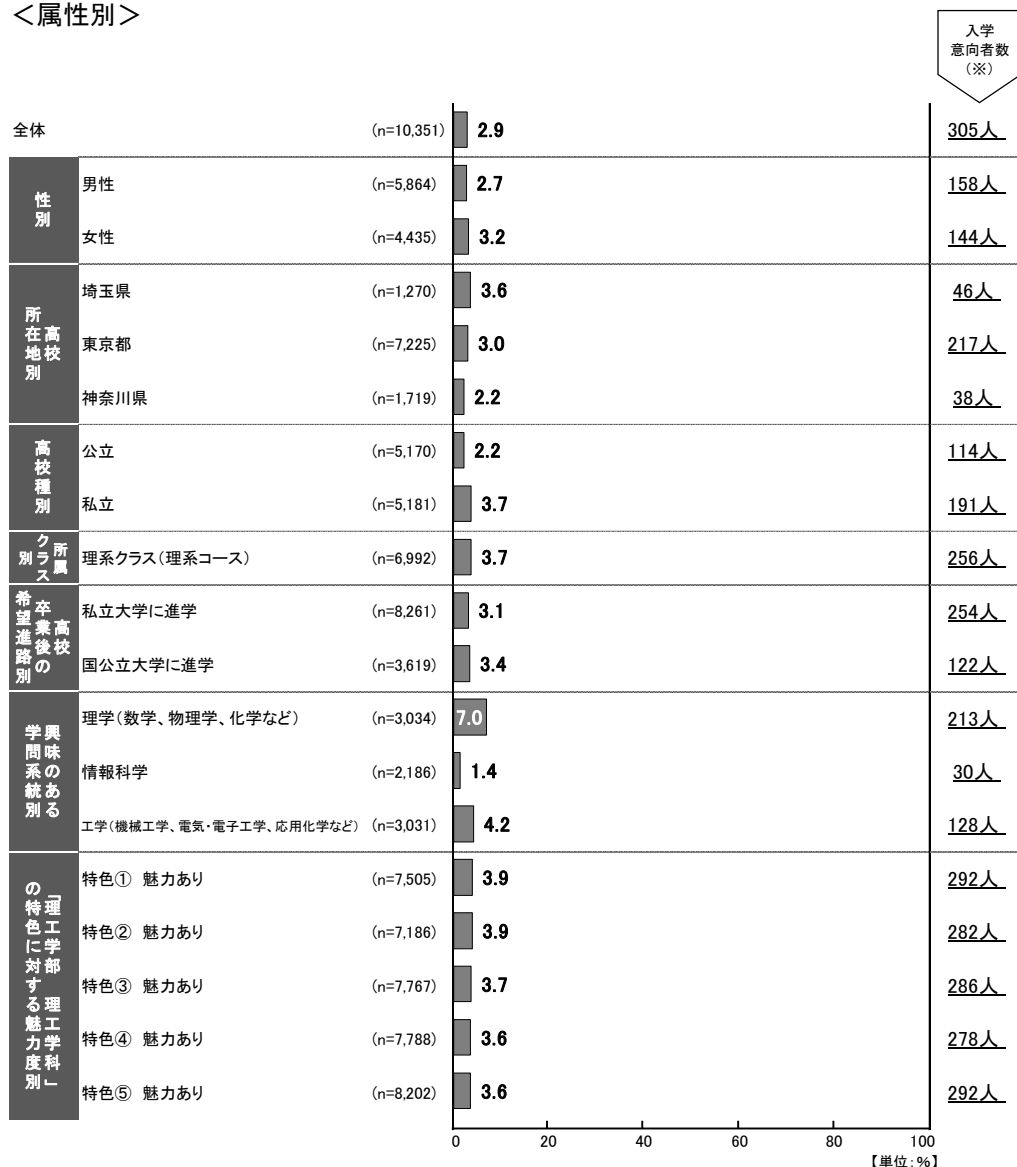 ＜属性別＞
入学
意向者数
（※）
全体 (n=10,351) 2.9 305人
性別
男性 (n=5,864) 2.7 158人
女性 (n=4,435) 3.2 144人
高校所在地別
埼玉県 (n=1,270) 3.6 46人
東京都 (n=7,225) 3.0 217人
神奈川県 (n=1,719) 2.2 38人
高校種別
公立 (n=5,170) 2.2 114人
私立 (n=5,181) 3.7 191人
所属クラス別
理系クラス（理系コース） (n=6,992) 3.7 256人
高校卒業後の希望進路別
私立大学に進学 (n=8,261) 3.1 254人
国公立大学に進学 (n=3,619) 3.4 122人
興味のある学問系統別
理学（数学、物理学、化学など） (n=3,034) 7.0 213人
情報科学 (n=2,186) 1.4 30人
工学（機械工学、電気・電子工学、応用化学など） (n=3,031) 4.2 128人
「理工学部　理工学科」の特色に対する魅力度別
特色①　魅力あり (n=7,505) 3.9 292人
特色②　魅力あり (n=7,186) 3.9 282人
特色③　魅力あり (n=7,767) 3.7 286人
特色④　魅力あり (n=7,788) 3.6 278人
特色⑤　魅力あり (n=8,202) 3.6 292人
0 20 40 60 80 100
【単位：％】